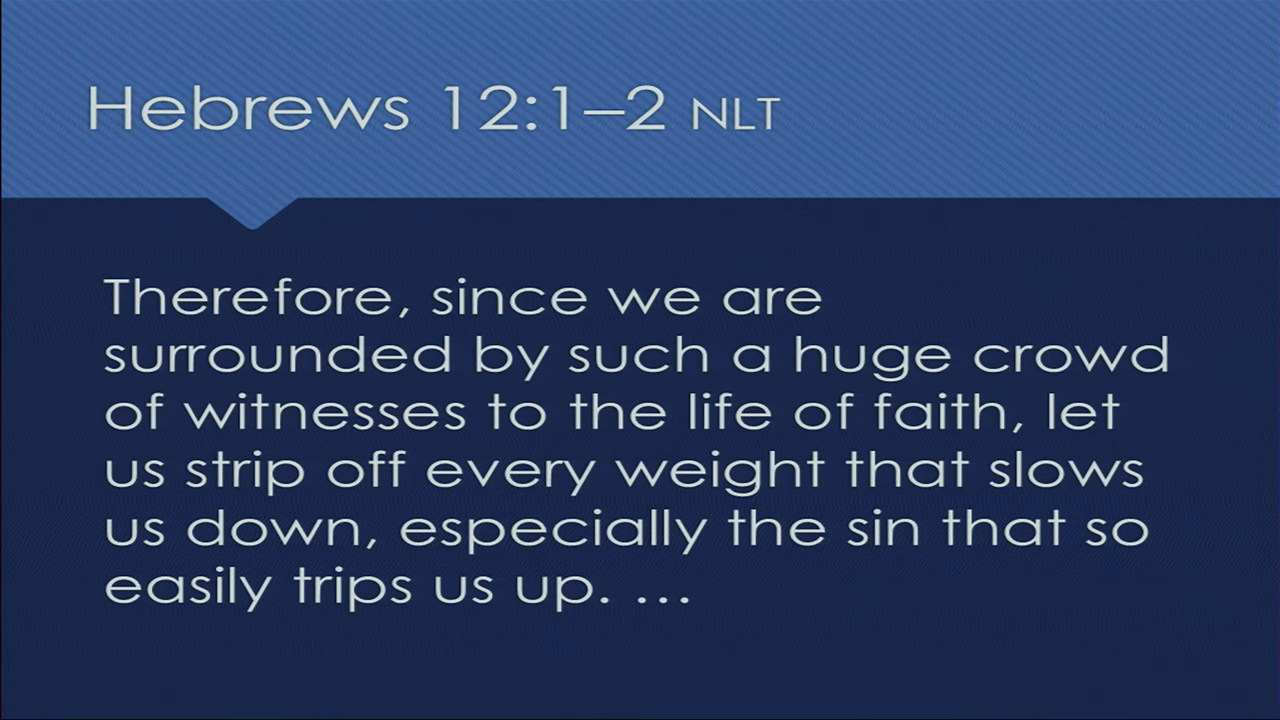 Hebrews 12:1–2 NLT
Therefore, since we are
surrounded by such a huge crowd
of witnesses to the life of faith, let
us strip off every weight that slows
us down, especially the sin that so
easily trips us up. …